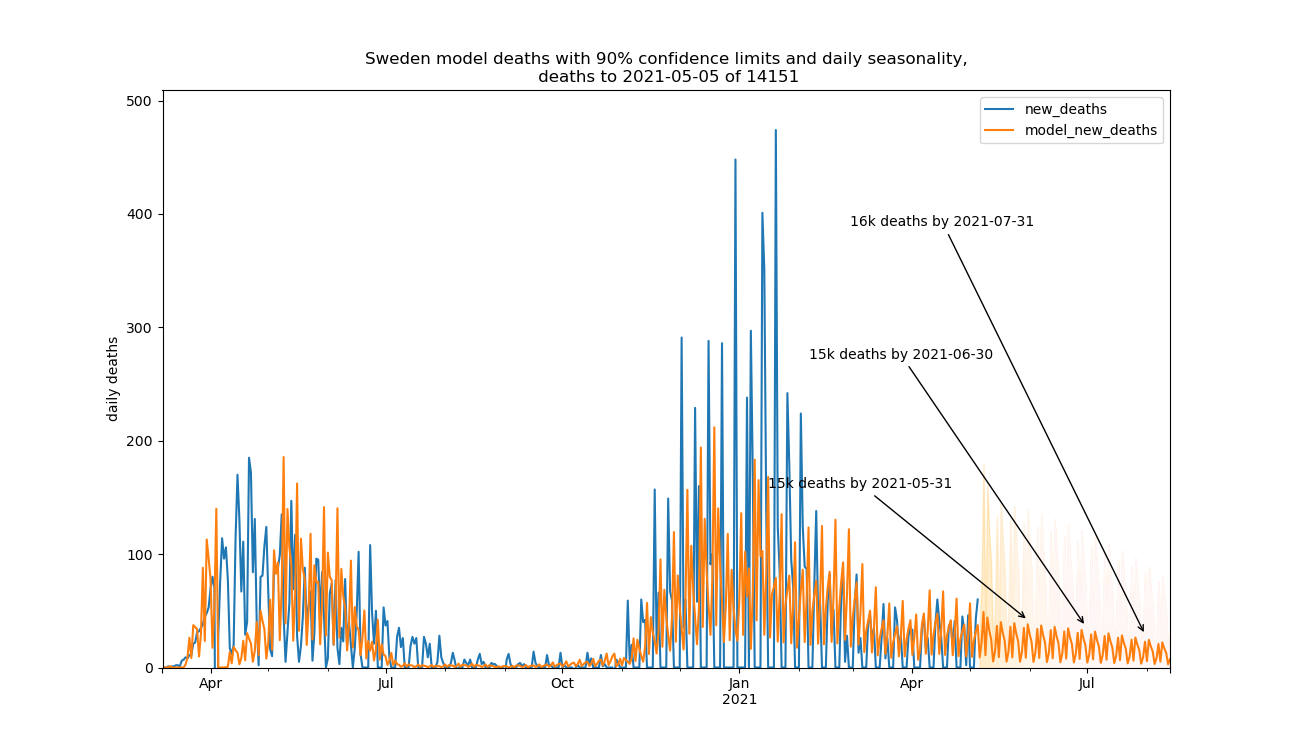 Sweden model deaths with 90% confidence limits and daily seasonality,
deaths to 2021-05-05 of 14151
new_deaths
model_new_deaths
daily deaths
500
400
300
200
100
0
16k deaths by 2021-07-31
15k deaths by 2021-06-30
15k deaths by 2021-05-31
Apr
Jul
Oct
Jan
2021
Apr
Jul